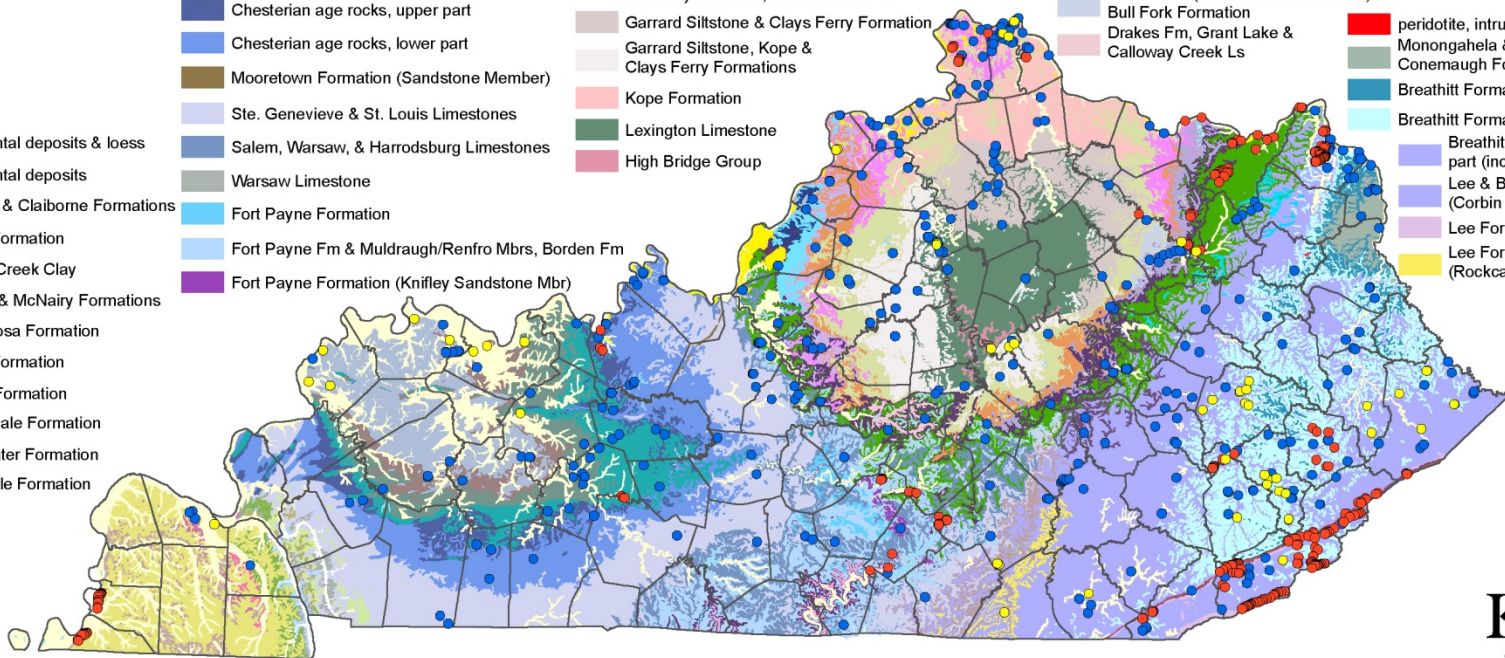 ntal deposits & loess
ntal deposits
& Claiborne Formations
ormation
Creek Clay
& McNairy Formations
osa Formation
ormation
Formation
ale Formation
ter Formation
le Formation
Chesterian age rocks, upper part
Chesterian age rocks, lower part
Mooretown Formation (Sandstone Member)
Ste. Genevieve & St. Louis Limestones
Salem, Warsaw, & Harrodsburg Limestones
Warsaw Limestone
Fort Payne Formation
Fort Payne Fm & Muldraugh/Renfro Mbrs, Borden Fm
Fort Payne Formation (Knifley Sandstone Mbr)
Garrard Siltstone & Clays Ferry Formation
Garrard Siltstone, Kope &
Clays Ferry Formations
Kope Formation
Lexington Limestone
High Bridge Group
Bull Fork Formation
Drakes Fm, Grant Lake &
Calloway Creek Ls
peridotite, intru
Monongahela &
Conemaugh Fo
Breathitt Forma
Breathitt Forma
Breathitt
part (inc
Lee & B
(Corbin
Lee For
Lee For
(Rockca
K